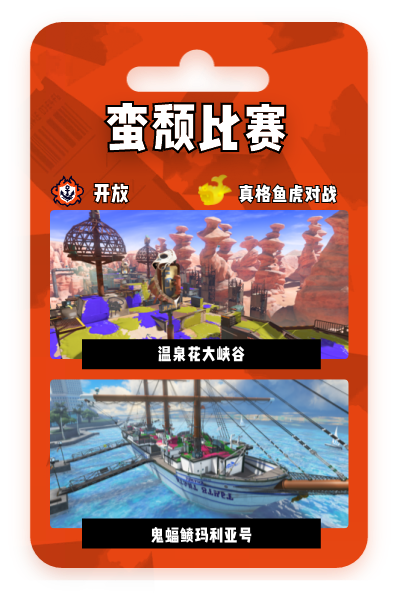 蛮颓比赛
开放
真格鱼虎对战
温泉花大峡谷
鬼蝠鲼玛利亚号